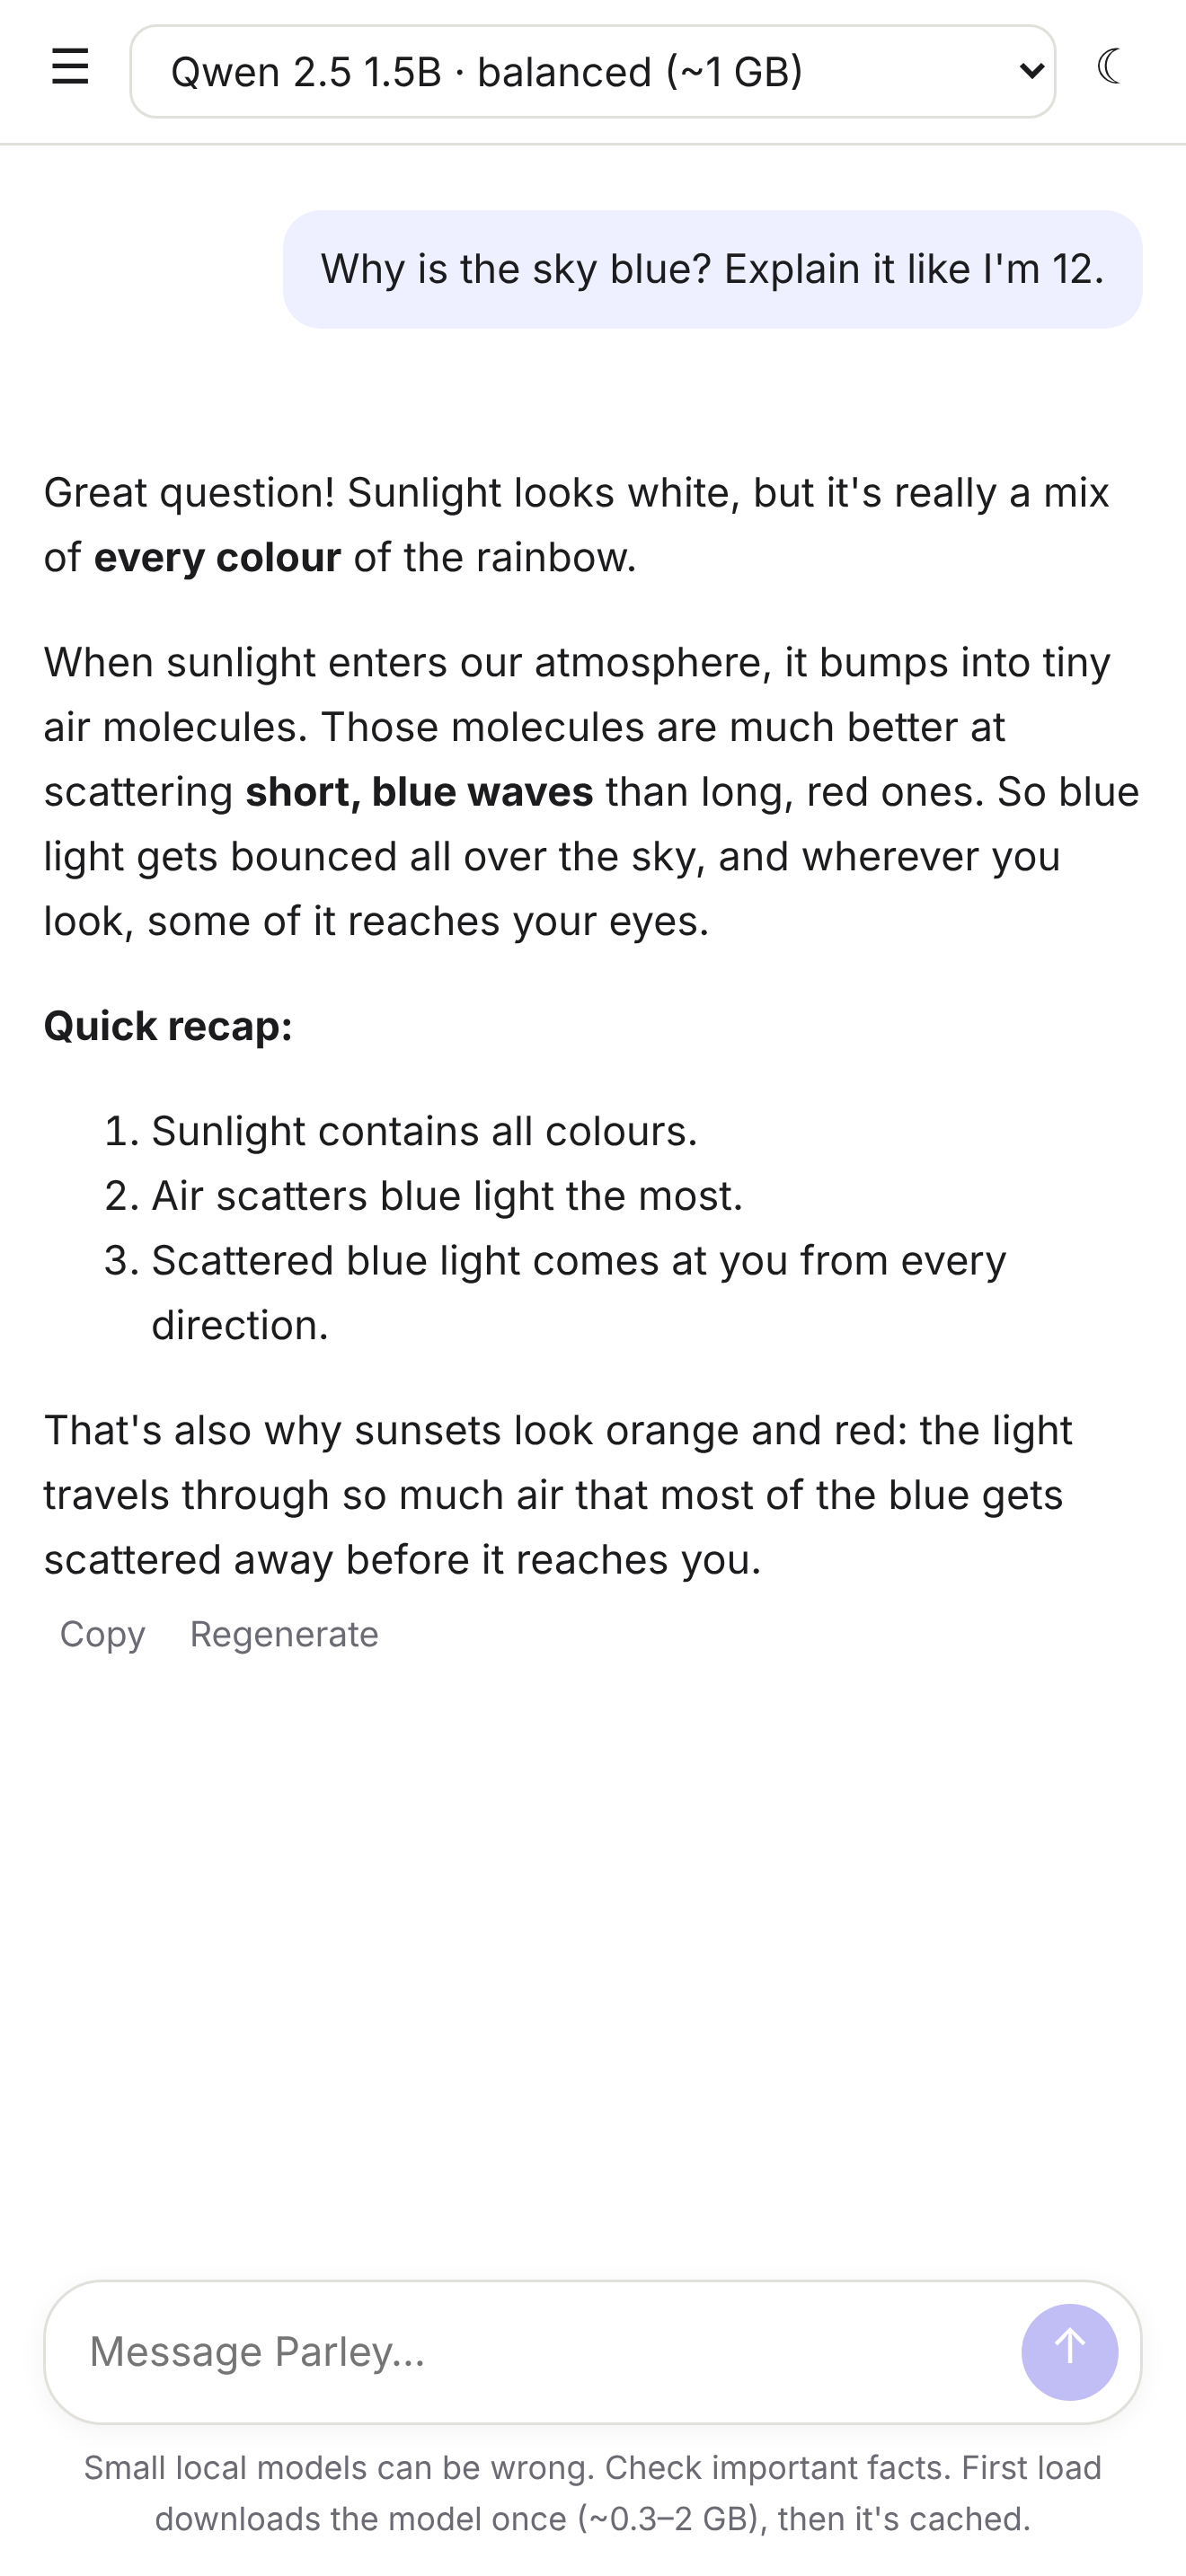 ☰ Qwen 2.5 1.5B · balanced (~1 GB) ☾
Why is the sky blue? Explain it like I'm 12.
Great question! Sunlight looks white, but it's really a mix
of every colour of the rainbow.
When sunlight enters our atmosphere, it bumps into tiny
air molecules. Those molecules are much better at
scattering short, blue waves than long, red ones. So blue
light gets bounced all over the sky, and wherever you
look, some of it reaches your eyes.
Quick recap:
1. Sunlight contains all colours.
2. Air scatters blue light the most.
3. Scattered blue light comes at you from every
direction.
That's also why sunsets look orange and red: the light
travels through so much air that most of the blue gets
scattered away before it reaches you.
Copy Regenerate
Message Parley...
↑
Small local models can be wrong. Check important facts. First load
downloads the model once (~0.3–2 GB), then it's cached.